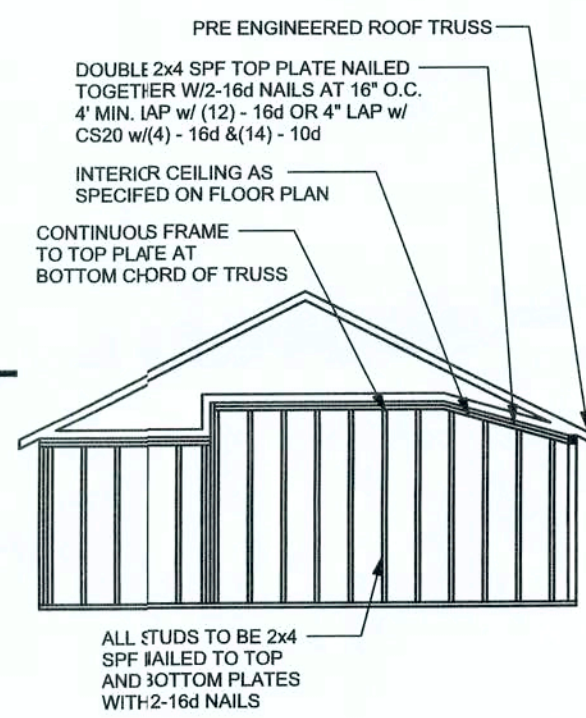 PRE ENGINEERED ROOF TRUSS
DOUBLE 2x4 SPF TOP PLATE NAILED
TOGETHER W/2-16d NAILS AT 16" O.C.
4' MIN. LAP w/ (12) - 16d OR 4" LAP w/
CS20 w/(4) - 16d &(14) - 10d
INTERIOR CEILING AS
SPECIFED ON FLOOR PLAN
CONTINUOUS FRAME
TO TOP PLATE AT
BOTTOM CHORD OF TRUSS
ALL STUDS TO BE 2x4
SPF NAILED TO TOP
AND BOTTOM PLATES
WITH 2-16d NAILS